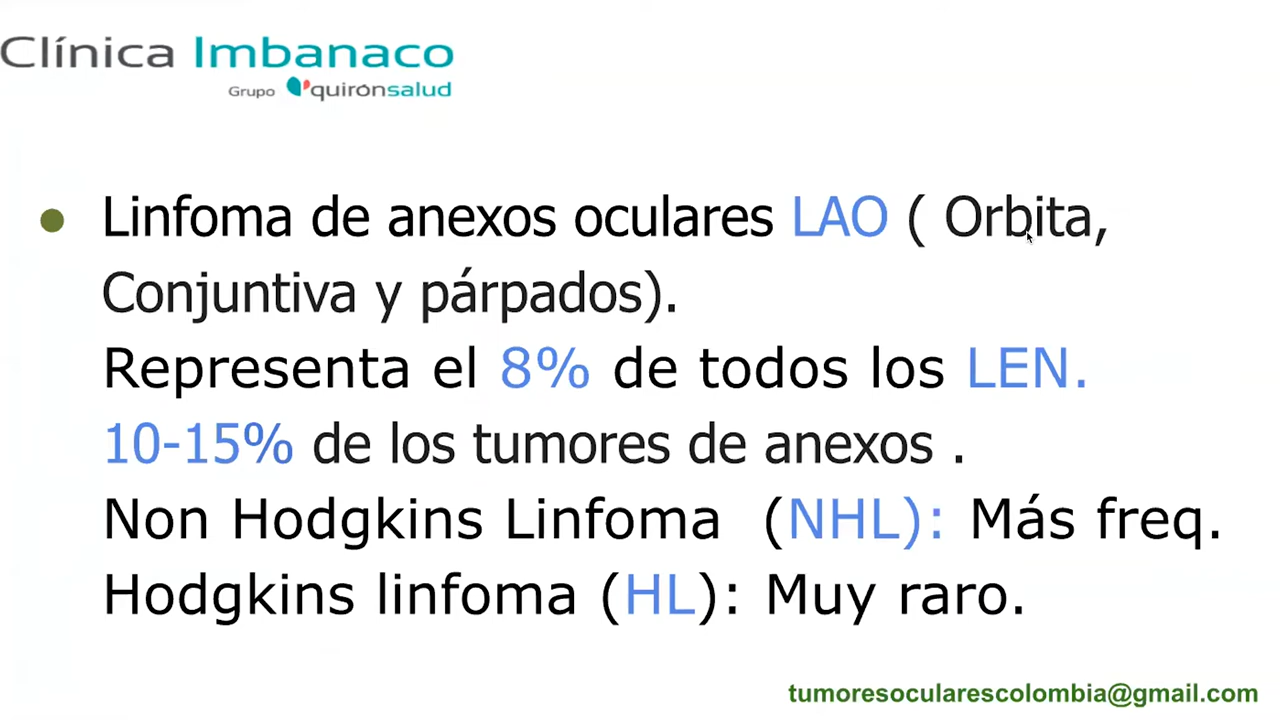 Clínica Imbanaco
Grupo quirónsalud
Linfoma de anexos oculares LAO ( Orbita,
Conjuntiva y párpados).
Representa el 8% de todos los LEN.
10-15% de los tumores de anexos .
Non Hodgkins Linfoma (NHL): Más freq.
Hodgkins linfoma (HL): Muy raro.
tumoresocularescolombia@gmail.com